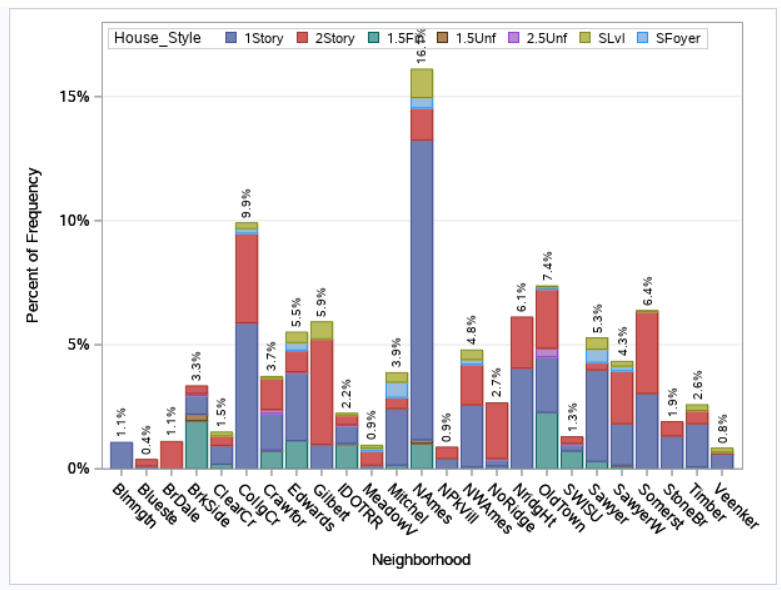 House_Style 1Story 2Story 1.5Fi 1.5Unf 2.5Unf SLvl SFoyer
Percent of Frequency
15%
10%
5%
0%
1.1%
0.4%
1.1%
3.3%
1.5%
9.9%
3.7%
5.5%
5.9%
2.2%
0.9%
3.9%
0.9%
4.8%
2.7%
6.1%
7.4%
1.3%
5.3%
4.3%
6.4%
1.9%
2.6%
0.8%
Blmngtn
Blueste
BrDale
BrkSide
ClearCr
CollgCr
Crawfor
Edwards
Gilbert
IDOTRR
MeadowV
Mitchel
NAmes
NPkVill
NWAmes
NoRidge
NridgHt
OldTown
SWISU
Sawyer
SawyerW
Somerst
StoneBr
Timber
Veenker
Neighborhood